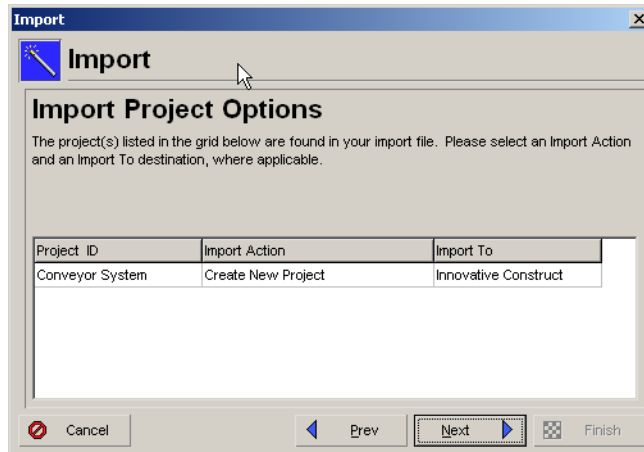 Import
Import
Import Project Options
The project(s) listed in the grid below are found in your import file. Please select an Import Action
and an Import To destination, where applicable.
Project ID Import Action Import To
Conveyor System Create New Project Innovative Construct
Cancel Prev Next Finish